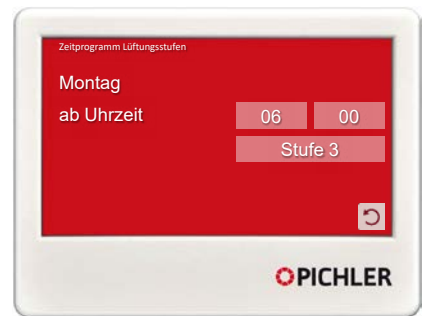 Zeitprogramm Lüftungsstufen
Montag
ab Uhrzeit 06 00
Stufe 3
PICHLER